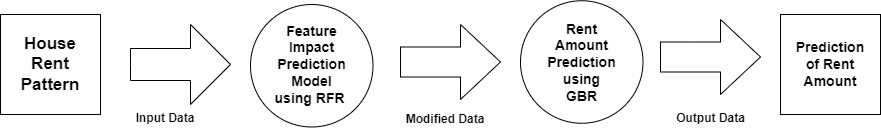 House
Rent
Pattern
Input Data
Feature
Impact
Prediction
Model
using RFR
Modified Data
Rent
Amount
Prediction
using
GBR
Output Data
Prediction
of Rent
Amount